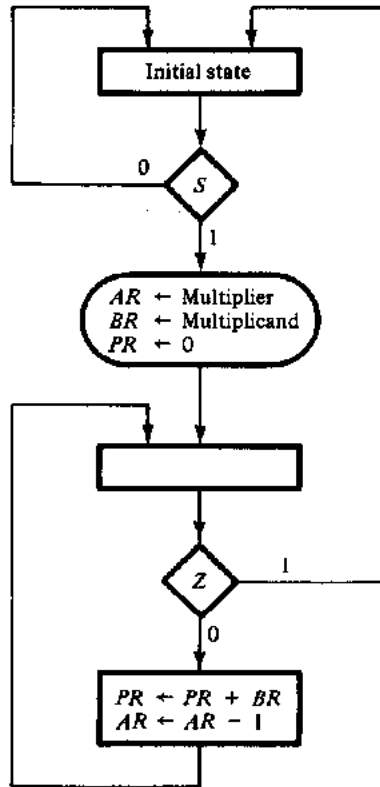 Initial state
0
S
1
AR ← Multiplier
BR ← Multiplicand
PR ← 0
Z
1
0
PR ← PR + BR
AR ← AR − 1